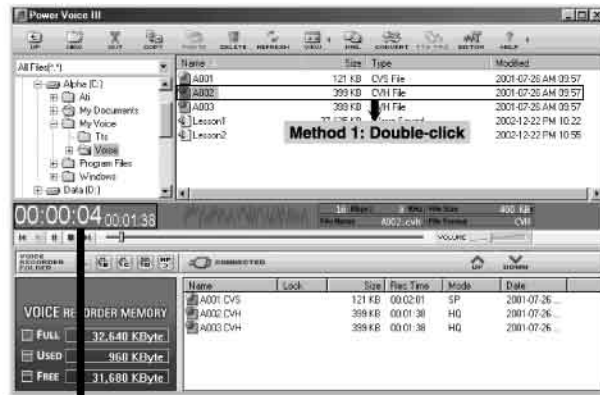 Power Voice III
UP NEW CUT COPY PASTE DELETE REFRESH VIEW MAIL CONVERT EDITOR HELP
All Files(*.*)
Name Size Type Modified
Alphe (C:)
Ati
My Documents
My Voice
Tts
Voice
Program Files
Windows
Data (D:)
A001 121 KB CVS File 2001-07-26 AM 09:57
A002 399 KB CVH File 2001-07-26 AM 09:57
A003 399 KB CVH File 2001-07-26 AM 09:57
Lesson1 2002-12-22 PM 10:22
Lesson2 2002-12-22 PM 10:55
Method 1: Double-click
00:00:04 00:01:38
File Size 400 KB
File Name A002.cvh File Format CVH
VOLUME
VOICE RECORDER FOLDER
CONNECTED
UP DOWN
Name Lock Size Rec Time Mode Date
A001.CVS 121 KB 00:02:01 SP 2001-07-26 ...
A002.CVH 399 KB 00:01:38 HQ 2001-07-26 ...
A003.CVH 399 KB 00:01:38 HQ 2001-07-26 ...
VOICE RECORDER MEMORY
FULL 32,640 KByte
USED 960 KByte
FREE 31,680 KByte